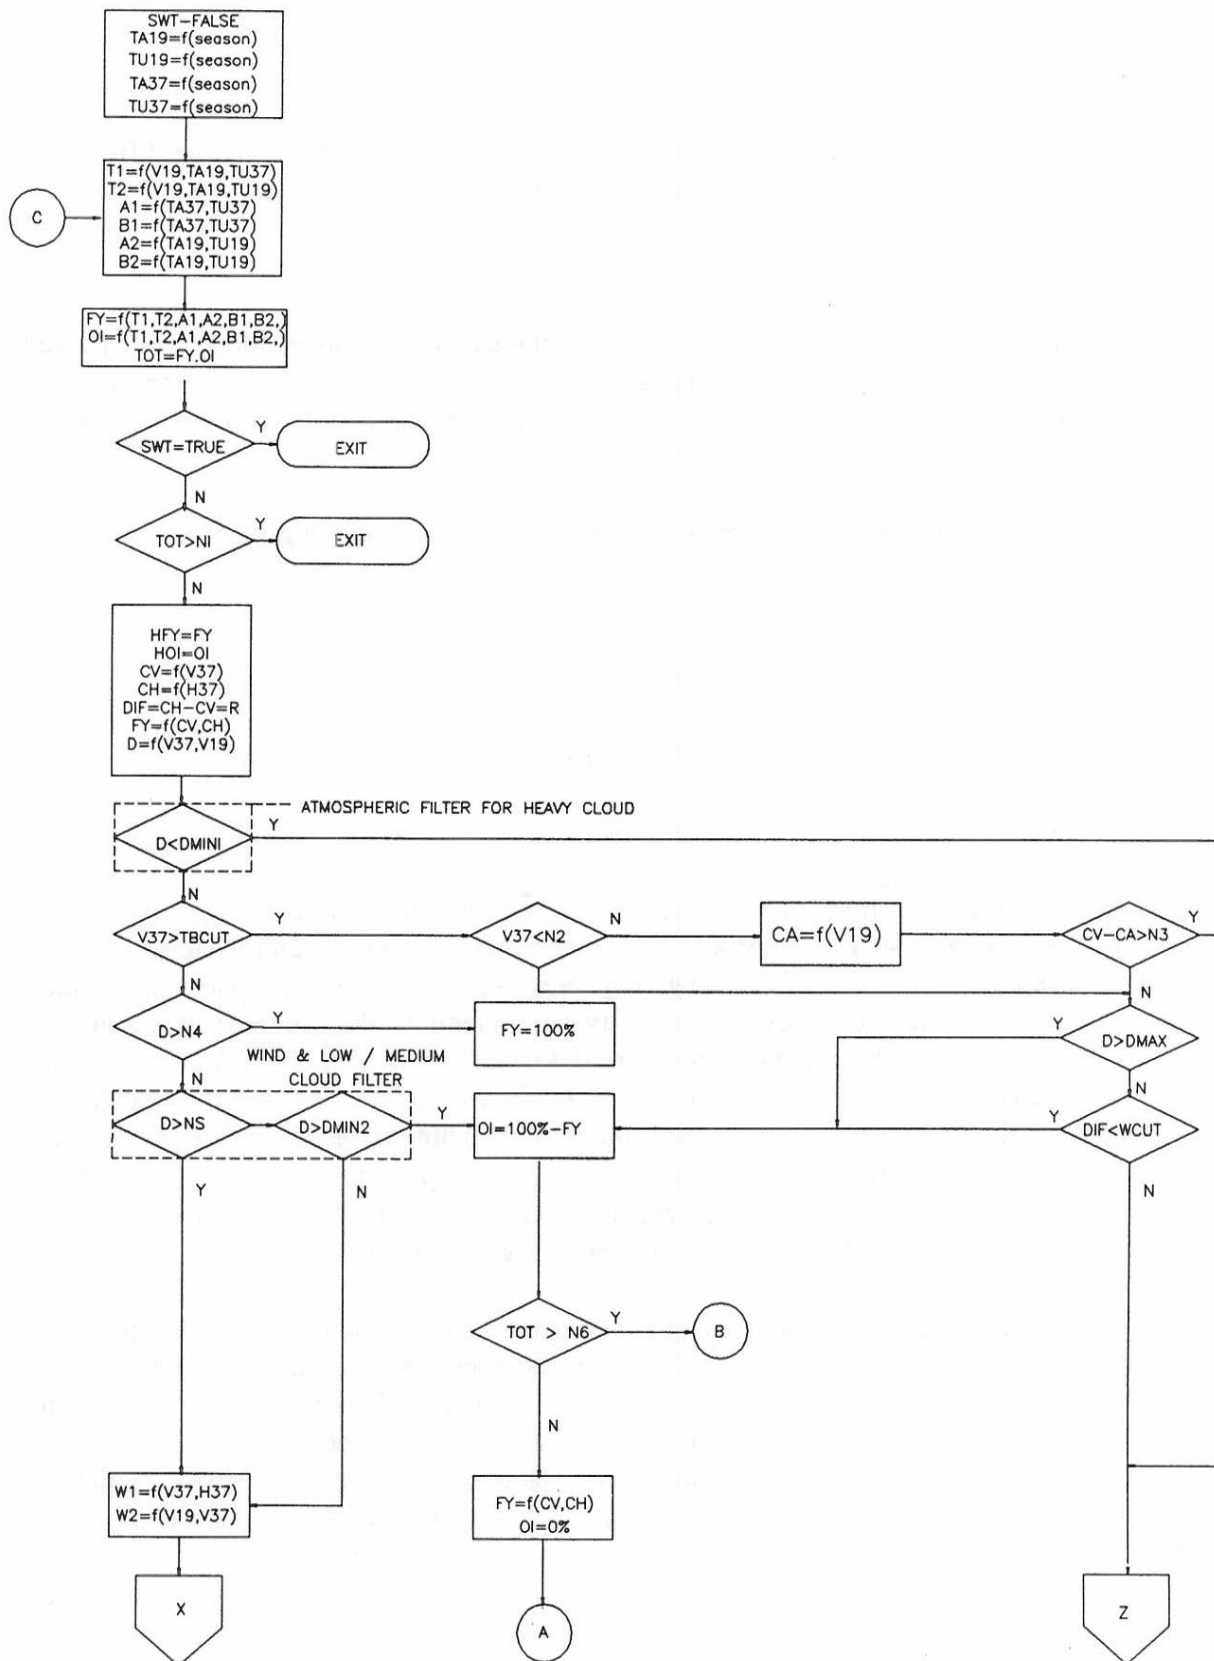 SWT-FALSE
TA19=f(season)
TU19=f(season)
TA37=f(season)
TU37=f(season)
T1=f(V19,TA19,TU37)
T2=f(V19,TA19,TU19)
A1=f(TA37,TU37)
B1=f(TA37,TU37)
A2=f(TA19,TU19)
B2=f(TA19,TU19)
C
FY=f(T1,T2,A1,A2,B1,B2,)
OI=f(T1,T2,A1,A2,B1,B2,)
TOT=FY.OI
SWT=TRUE
Y
EXIT
N
TOT>NI
Y
EXIT
N
HFY=FY
HOI=OI
CV=f(V37)
CH=f(H37)
DIF=CH-CV=R
FY=f(CV,CH)
D=f(V37,V19)
ATMOSPHERIC FILTER FOR HEAVY CLOUD
D<DMINI
Y
N
V37>TBCUT
Y
V37<N2
N
CA=f(V19)
CV-CA>N3
Y
N
N
D>N4
Y
FY=100%
Y
D>DMAX
N
WIND & LOW / MEDIUM
CLOUD FILTER
N
D>NS
D>DMIN2
Y
OI=100%-FY
Y
DIF<WCUT
Y
N
N
TOT > N6
Y
B
N
W1=f(V37,H37)
W2=f(V19,V37)
FY=f(CV,CH)
OI=0%
X
A
Z